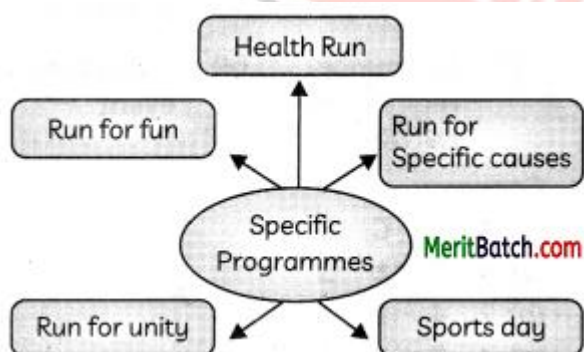 Health Run
Run for fun
Run for
Specific causes
Specific
Programmes
MeritBatch.com
Run for unity
Sports day